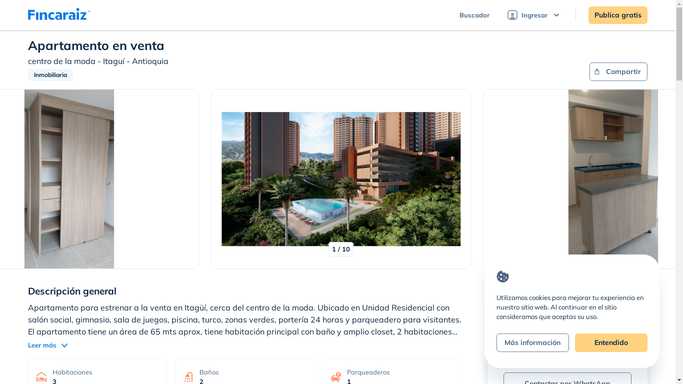 Fincaraiz
Buscador
Ingresar
Publica gratis
Apartamento en venta
centro de la moda - Itaguí - Antioquia
Inmobiliaria
Compartir
1 / 10
Descripción general
Apartamento para estrenar a la venta en Itagüí, cerca del centro de la moda. Ubicado en Unidad Residencial con
salón social, gimnasio, sala de juegos, piscina, turco, zonas verdes, portería 24 horas y parqueadero para visitantes.
El apartamento tiene un área de 65 mts aprox, tiene habitación principal con baño y amplio closet, 2 habitaciones...
Leer más
Habitaciones
3
Baños
2
Parqueaderos
1
Utilizamos cookies para mejorar tu experiencia en
nuestro sitio web. Al continuar en el sitio
consideramos que aceptas su uso.
Más información
Entendido
Contactar por WhatsApp